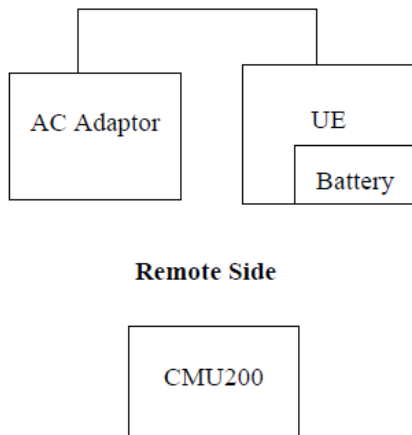 AC Adaptor
UE
Battery
Remote Side
CMU200